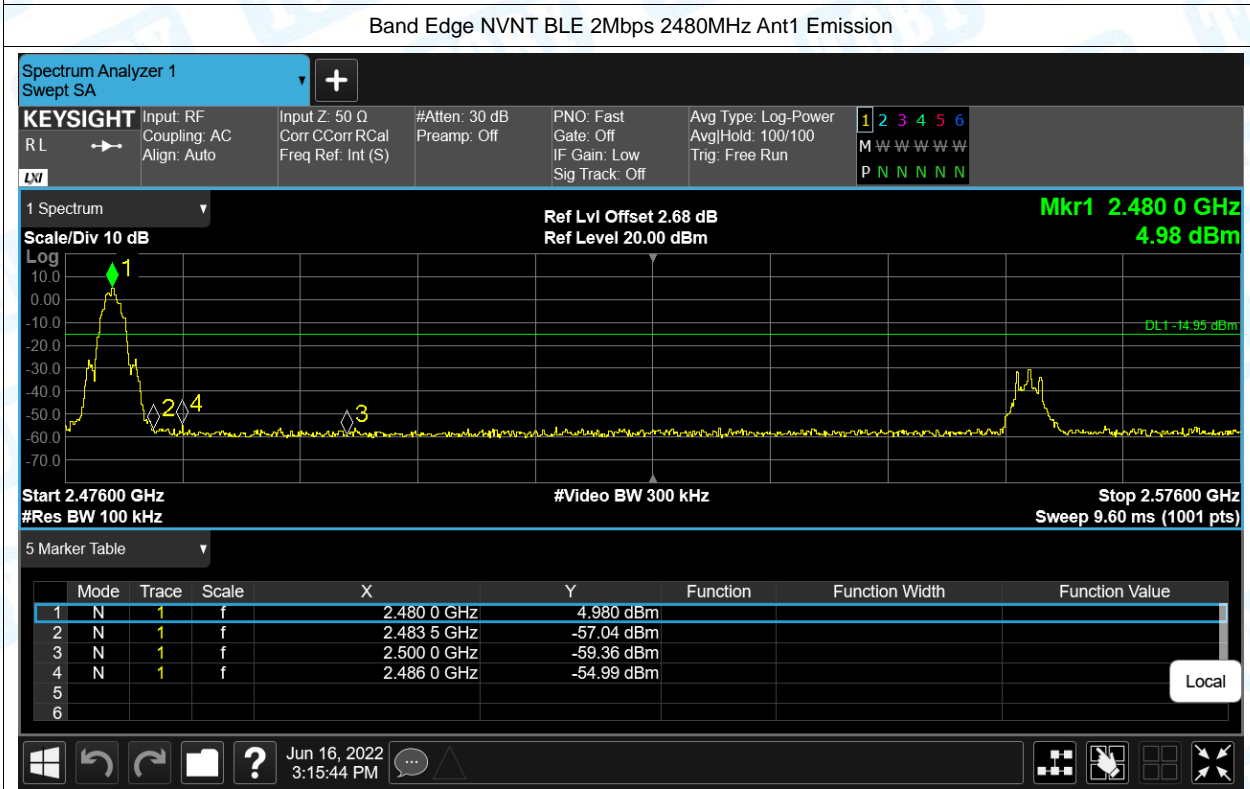 Band Edge NVNT BLE 2Mbps 2480MHz Ant1 Emission
Spectrum Analyzer 1
Swept SA
+
KEYSIGHT Input: RF Input Z: 50 Ω #Atten: 30 dB PNO: Fast Avg Type: Log-Power 1 2 3 4 5 6
RL Coupling: AC Corr CCorr RCal Preamp: Off Gate: Off Avg|Hold: 100/100 M W W W W W
Align: Auto Freq Ref: Int (S) IF Gain: Low Trig: Free Run
LXI Sig Track: Off P N N N N N
1 Spectrum
Ref Lvl Offset 2.68 dB Mkr1 2.480 0 GHz
Scale/Div 10 dB Ref Level 20.00 dBm 4.98 dBm
Log
1
10.0
0.00
-10.0
DL1 -14.95 dBm
-20.0
-30.0
-40.0
2 4
-50.0 3
-60.0
-70.0
Start 2.47600 GHz #Video BW 300 kHz Stop 2.57600 GHz
#Res BW 100 kHz Sweep 9.60 ms (1001 pts)
5 Marker Table
Mode Trace Scale X Y Function Function Width Function Value
1 N 1 f 2.480 0 GHz 4.980 dBm
2 N 1 f 2.483 5 GHz -57.04 dBm
3 N 1 f 2.500 0 GHz -59.36 dBm
4 N 1 f 2.486 0 GHz -54.99 dBm
5
6
Local
? Jun 16, 2022
3:15:44 PM